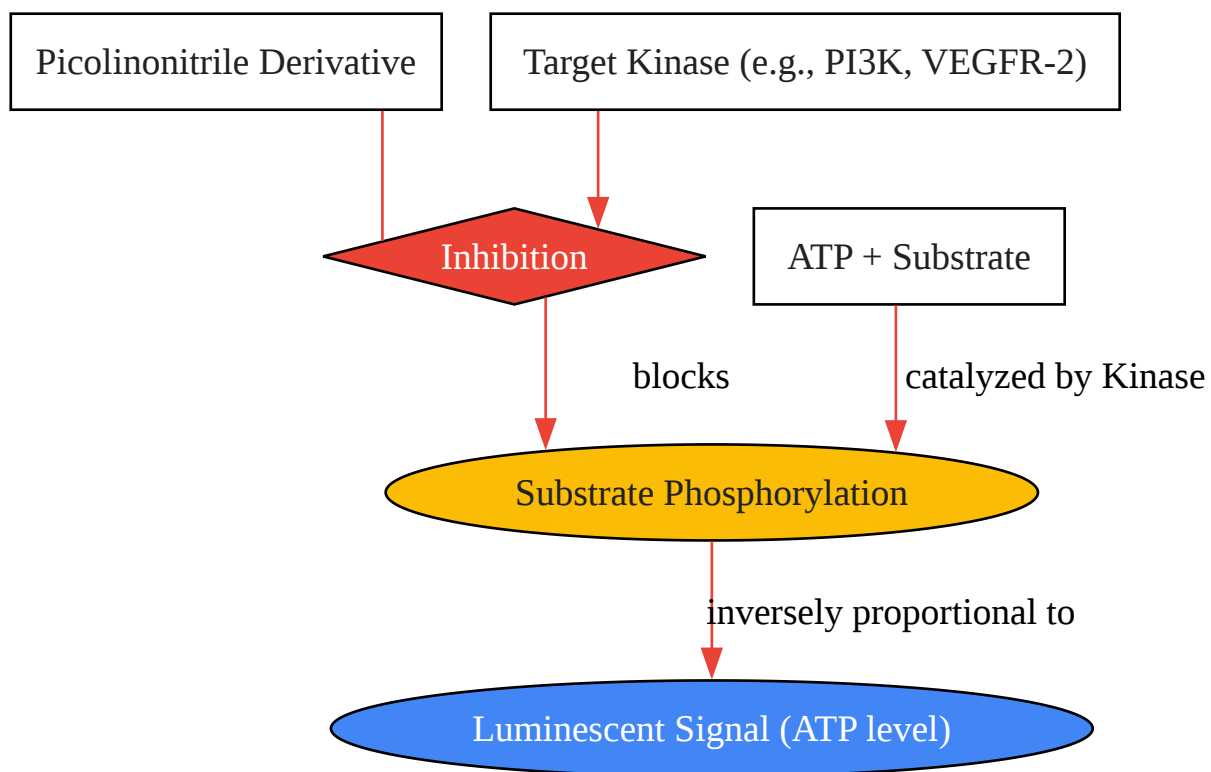 Picolinonitrile Derivative
Target Kinase (e.g., PI3K, VEGFR-2)
Inhibition
ATP + Substrate
blocks
catalyzed by Kinase
Substrate Phosphorylation
inversely proportional to
Luminescent Signal (ATP level)